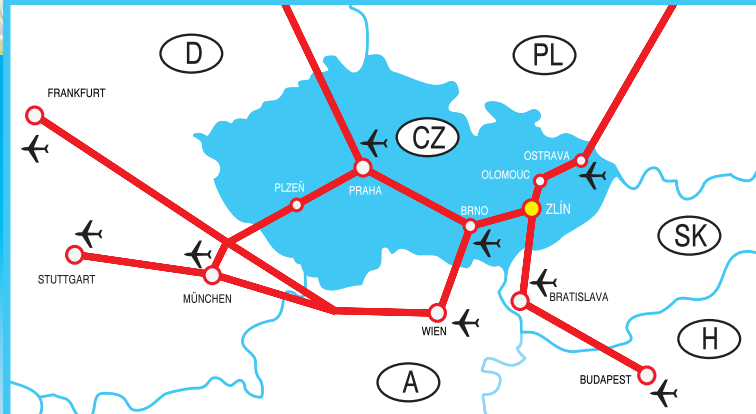 D
PL
FRANKFURT
CZ
OSTRAVA
OLOMOUC
PLZEŇ
PRAHA
BRNO
ZLÍN
SK
STUTTGART
MÜNCHEN
BRATISLAVA
WIEN
H
BUDAPEST
A